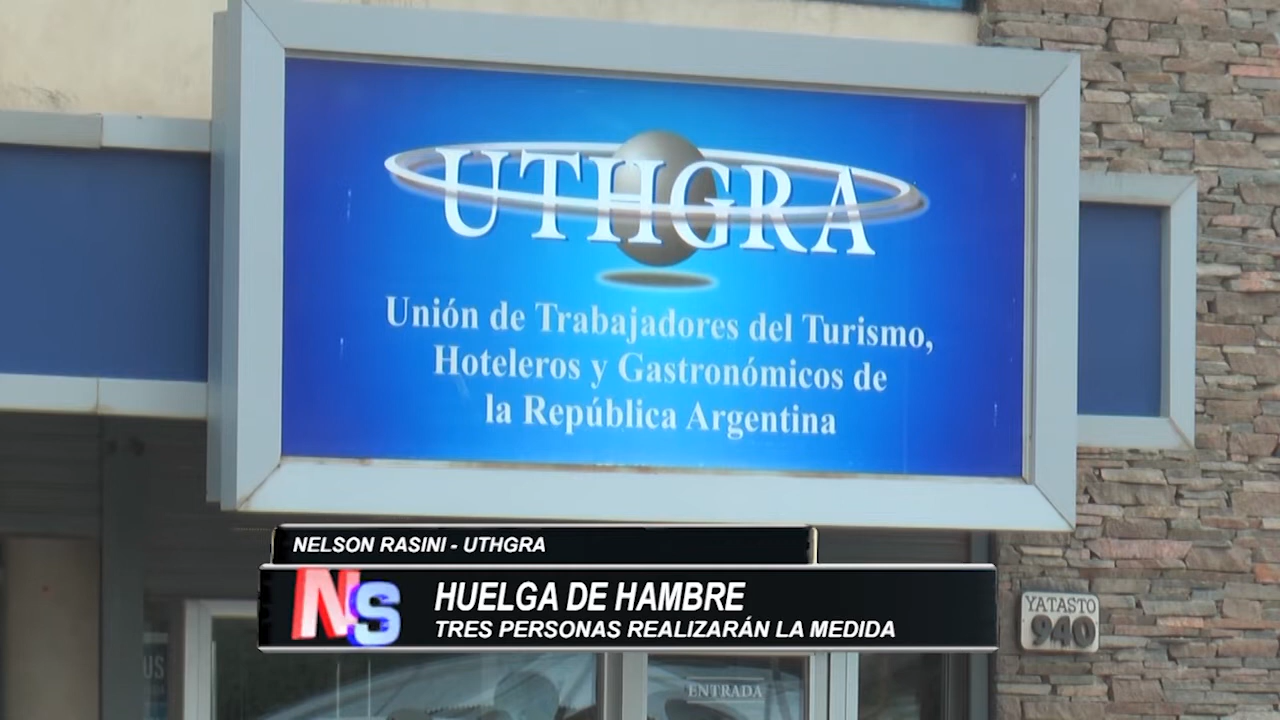 UTHGRA
Unión de Trabajadores del Turismo,
Hoteleros y Gastronómicos de
la República Argentina
NELSON RASINI - UTHGRA
NS
HUELGA DE HAMBRE
TRES PERSONAS REALIZARÁN LA MEDIDA
YATASTO
940
ENTRADA